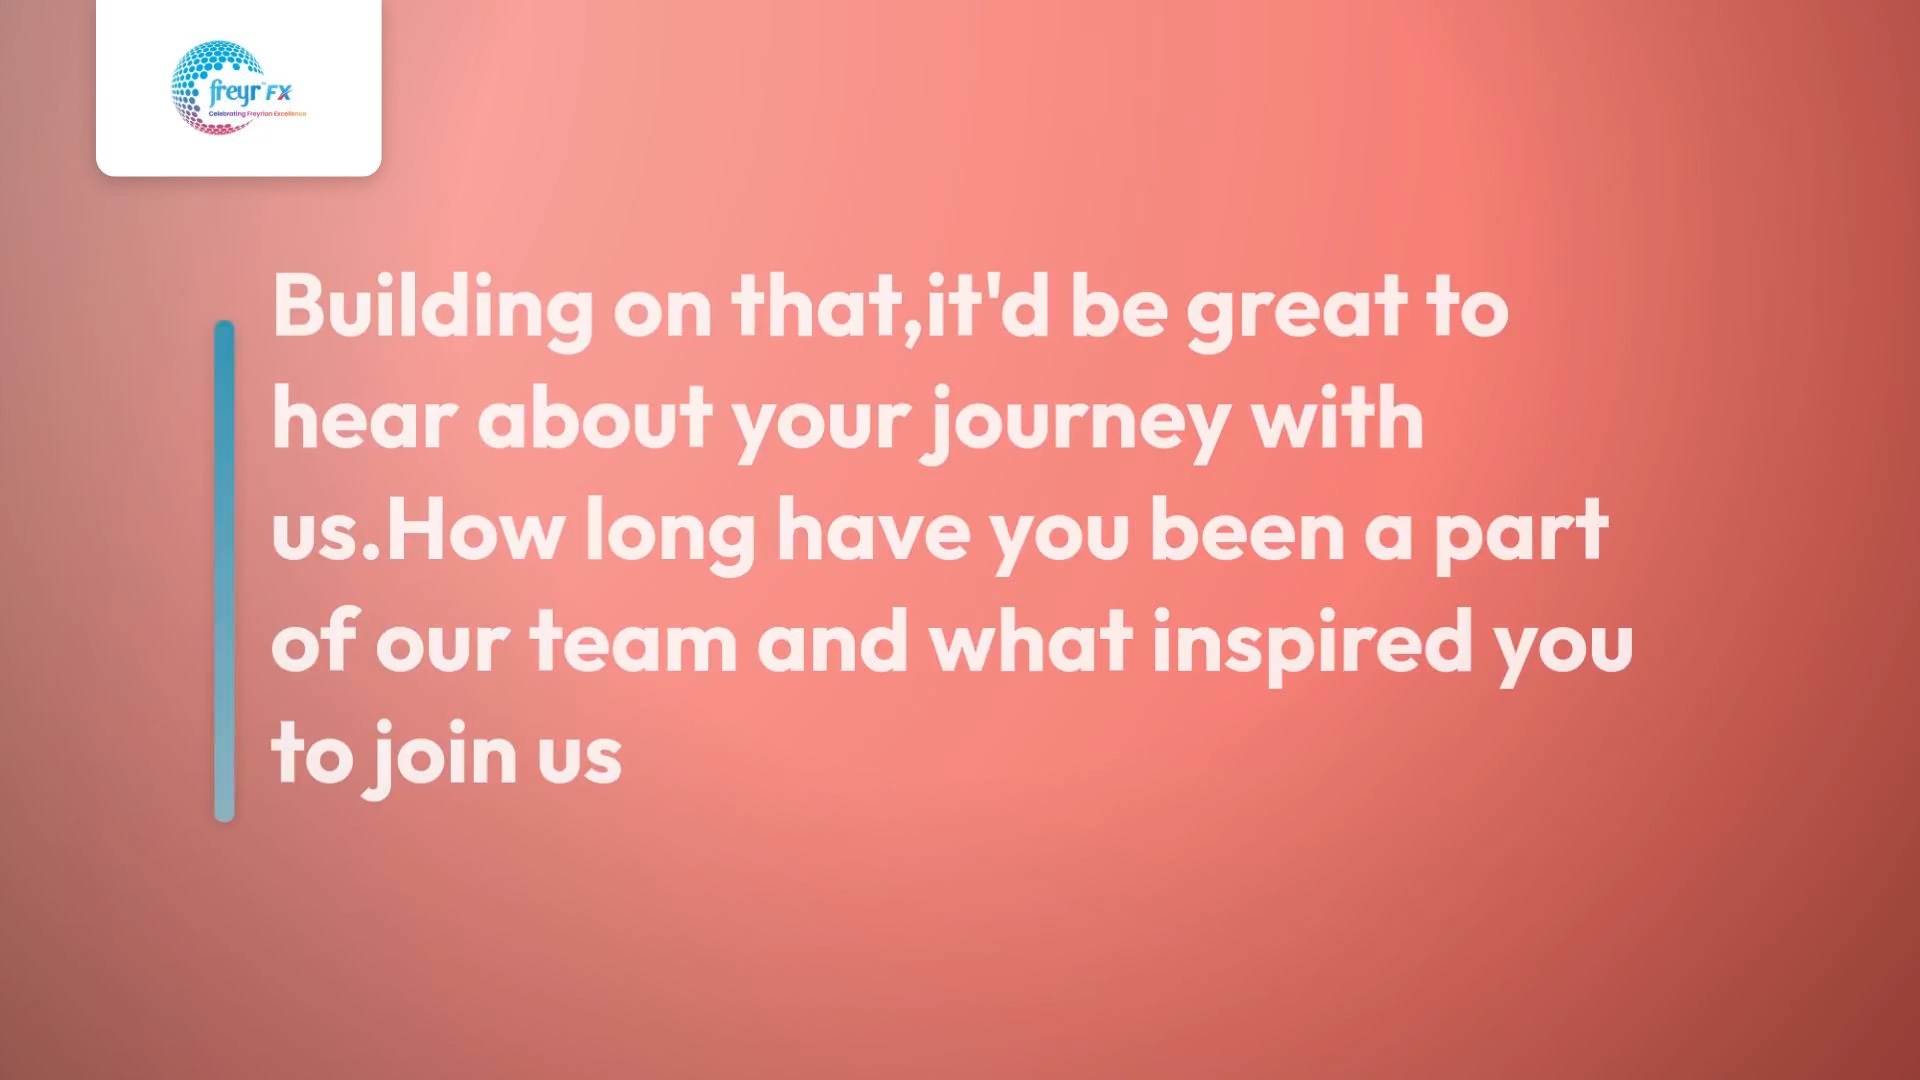 freyr FX
Celebrating Freyrian Excellence
Building on that,it'd be great to
hear about your journey with
us.How long have you been a part
of our team and what inspired you
to join us